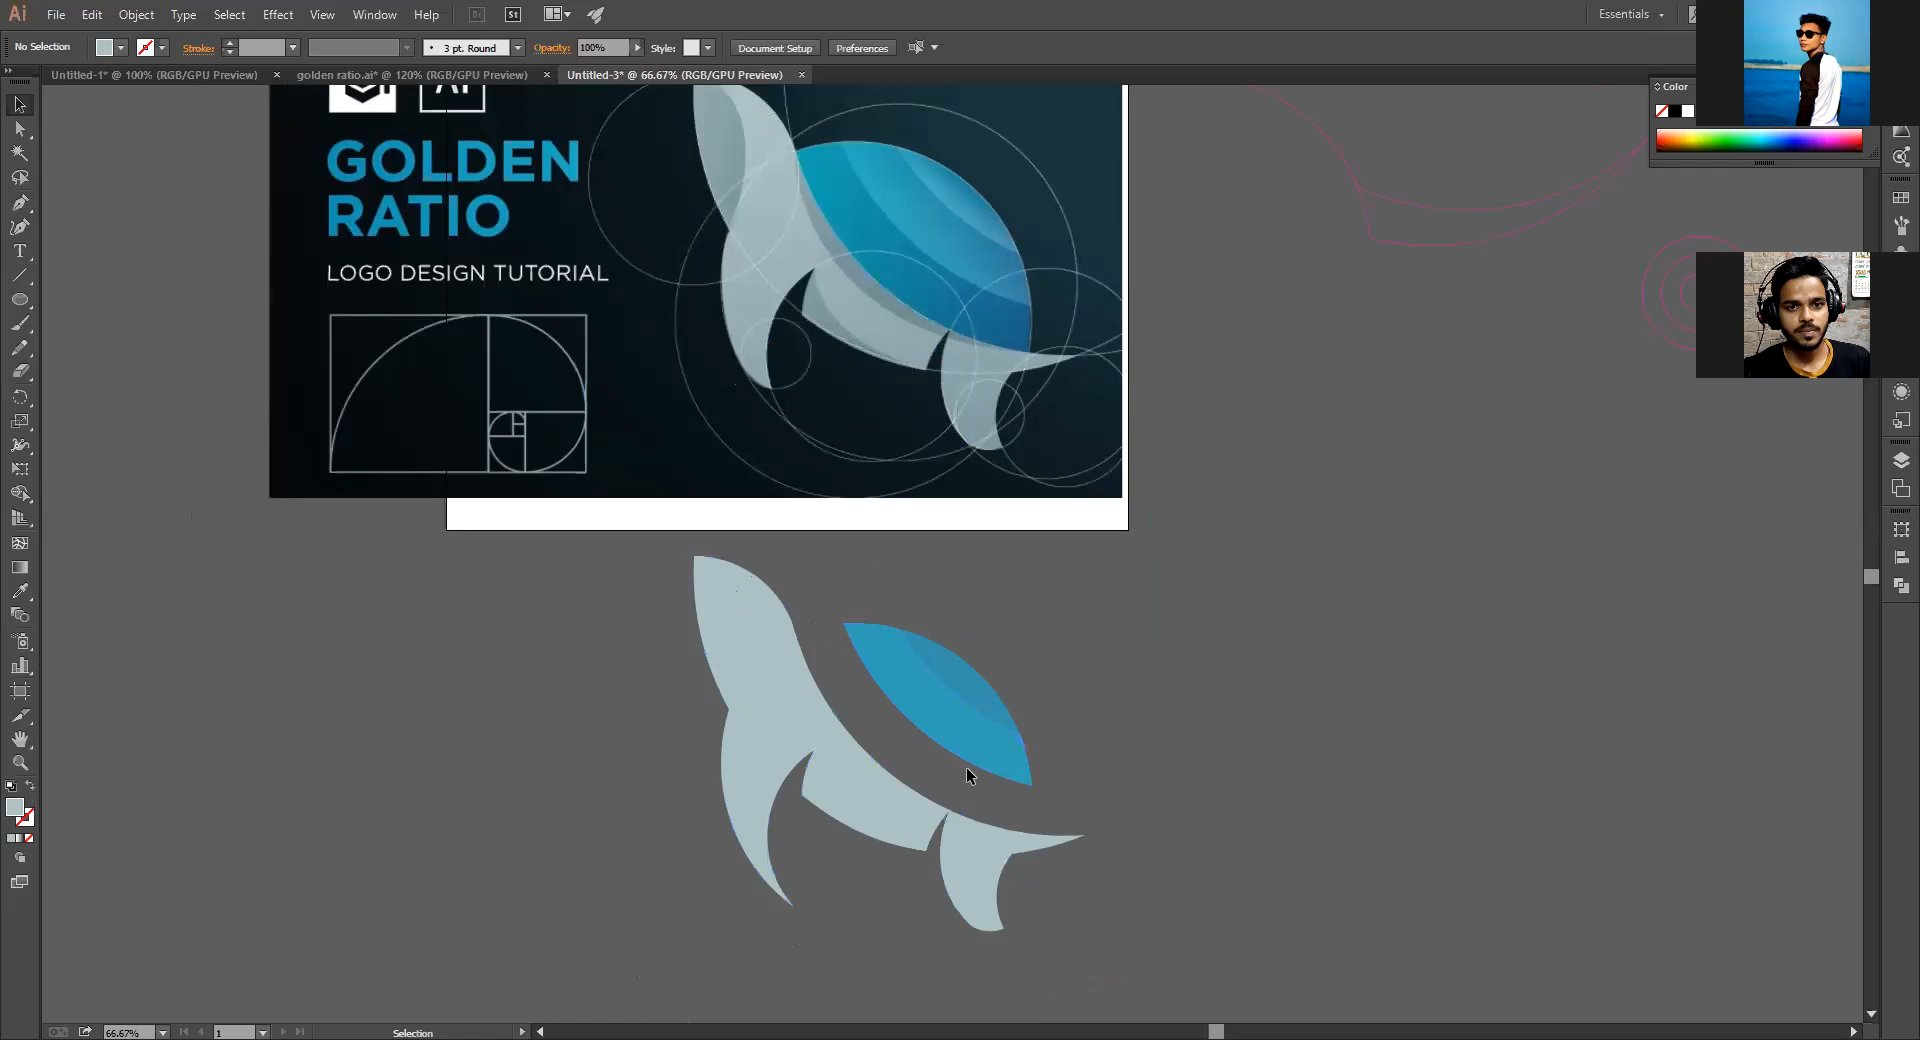 Ai File Edit Object Type Select Effect View Window Help Br St Essentials
No Selection Stroke: 3 pt. Round Opacity: 100% Style: Document Setup Preferences
Untitled-1* @ 100% (RGB/GPU Preview) × golden ratio.ai* @ 120% (RGB/GPU Preview) × Untitled-3* @ 66.67% (RGB/GPU Preview) ×
Color
GOLDEN
RATIO
LOGO DESIGN TUTORIAL
T
66.67% 1 Selection